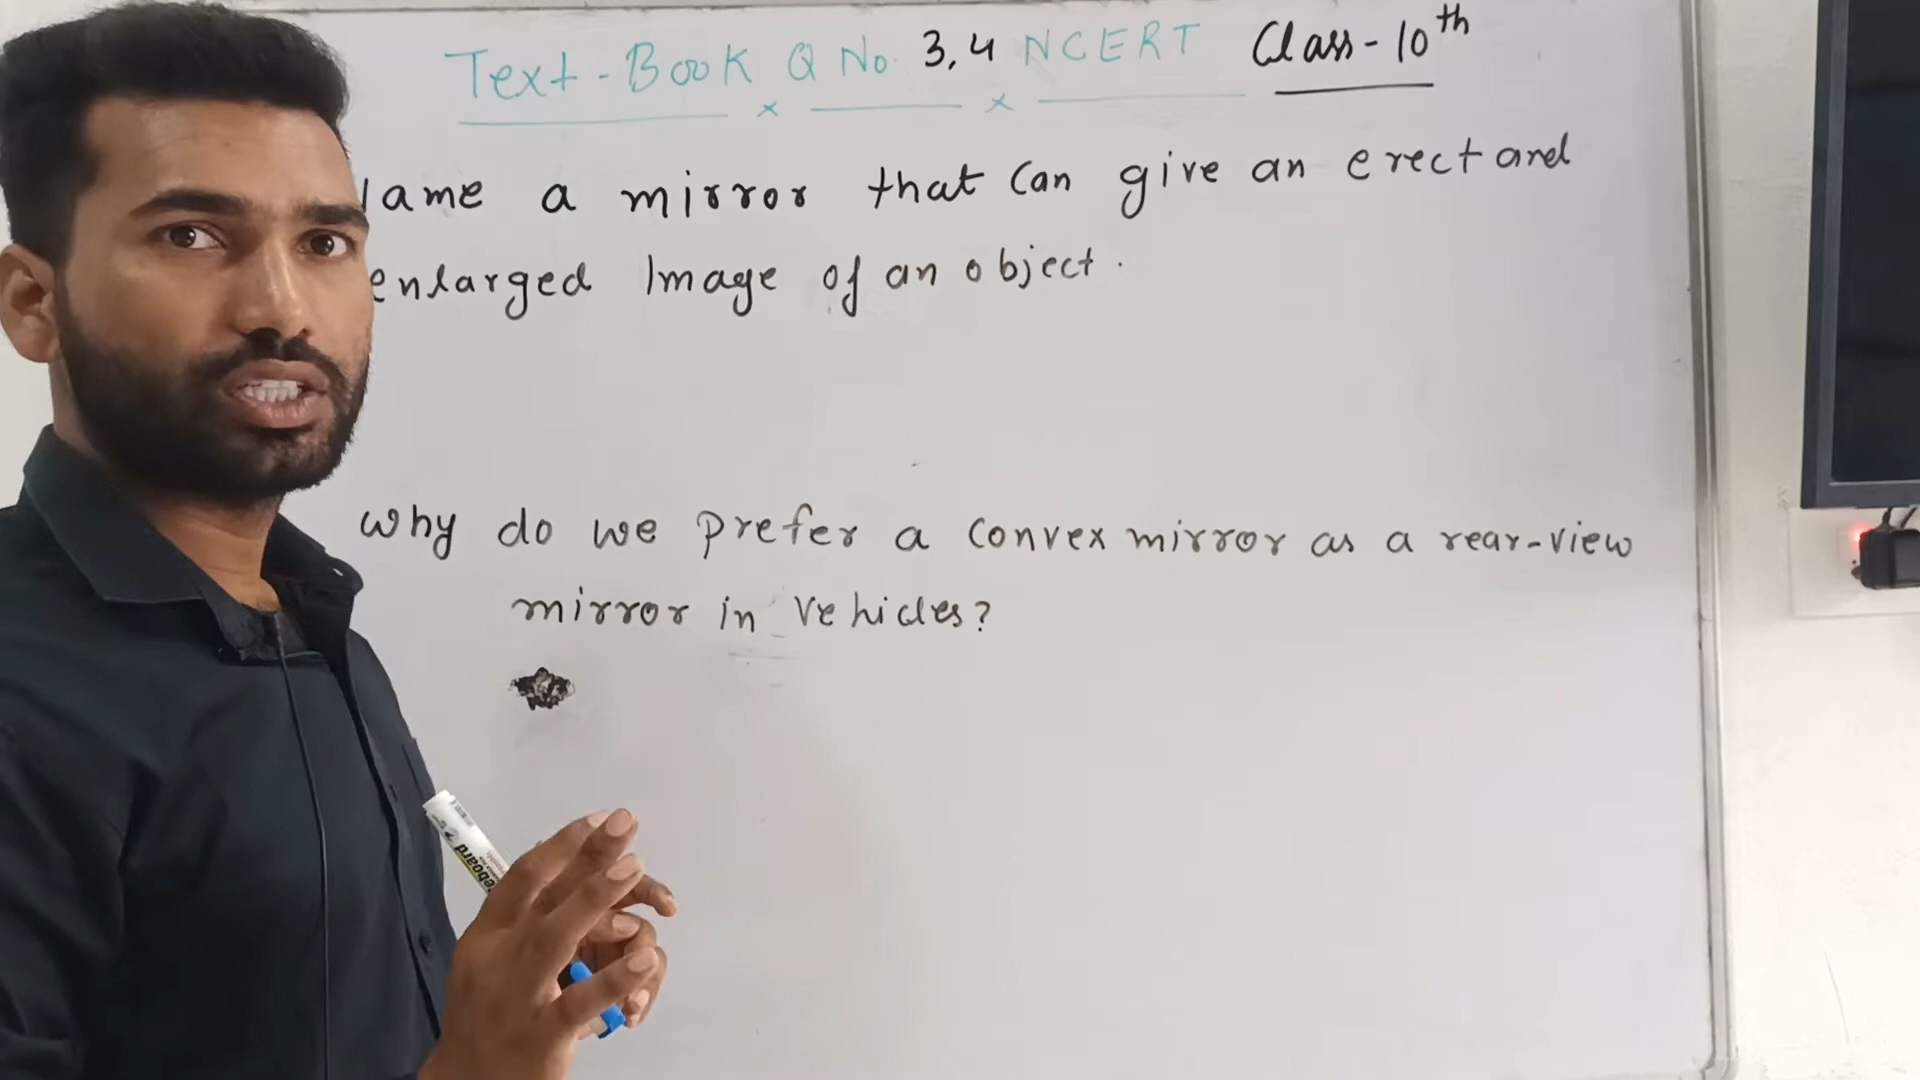 Text-Book Q No. 3,4 NCERT Class-10th
ame a mirror that can give an erect and
enlarged Image of an object.
Why do we prefer a convex mirror as a rear-view
mirror in vehicles?